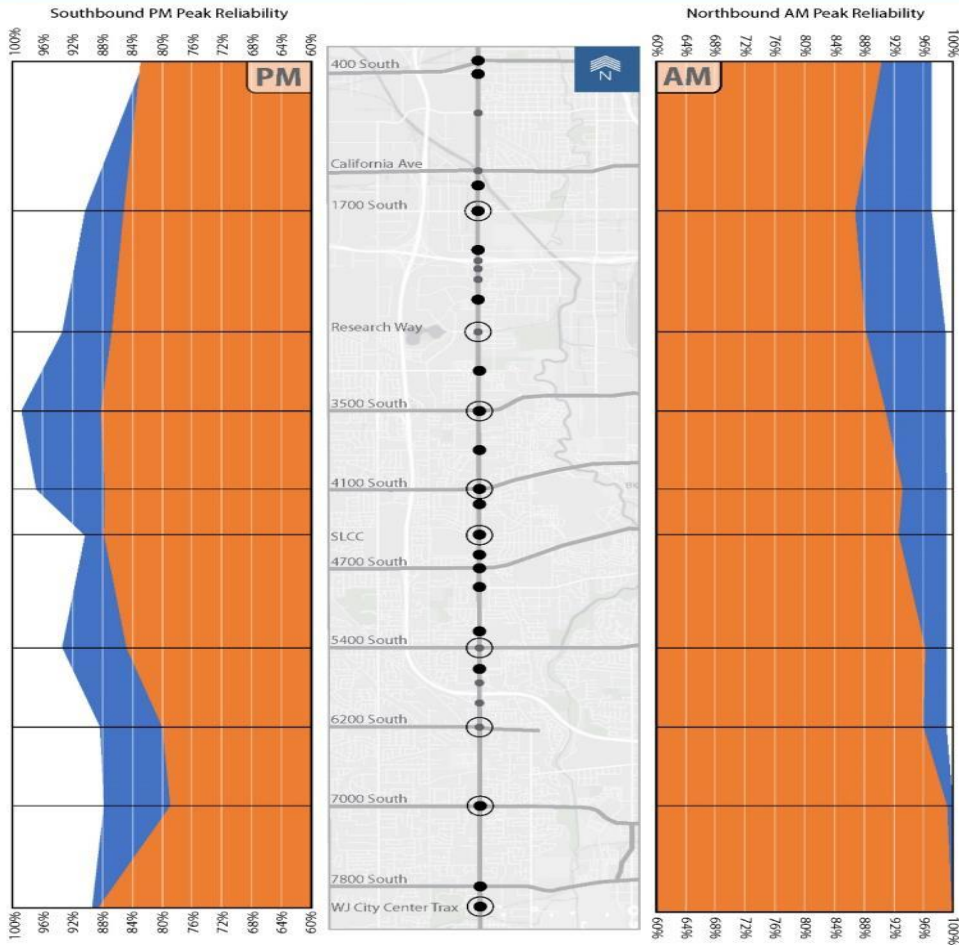 Southbound PM Peak Reliability
100%
96%
92%
88%
84%
80%
76%
72%
68%
64%
60%
PM
100%
96%
92%
88%
84%
80%
76%
72%
68%
64%
60%
N
400 South
California Ave
1700 South
Research Way
3500 South
4100 South
SLCC
4700 South
5400 South
6200 South
7000 South
7800 South
WJ City Center Trax
Northbound AM Peak Reliability
60%
64%
68%
72%
76%
80%
84%
88%
92%
96%
100%
AM
60%
64%
68%
72%
76%
80%
84%
88%
92%
96%
100%